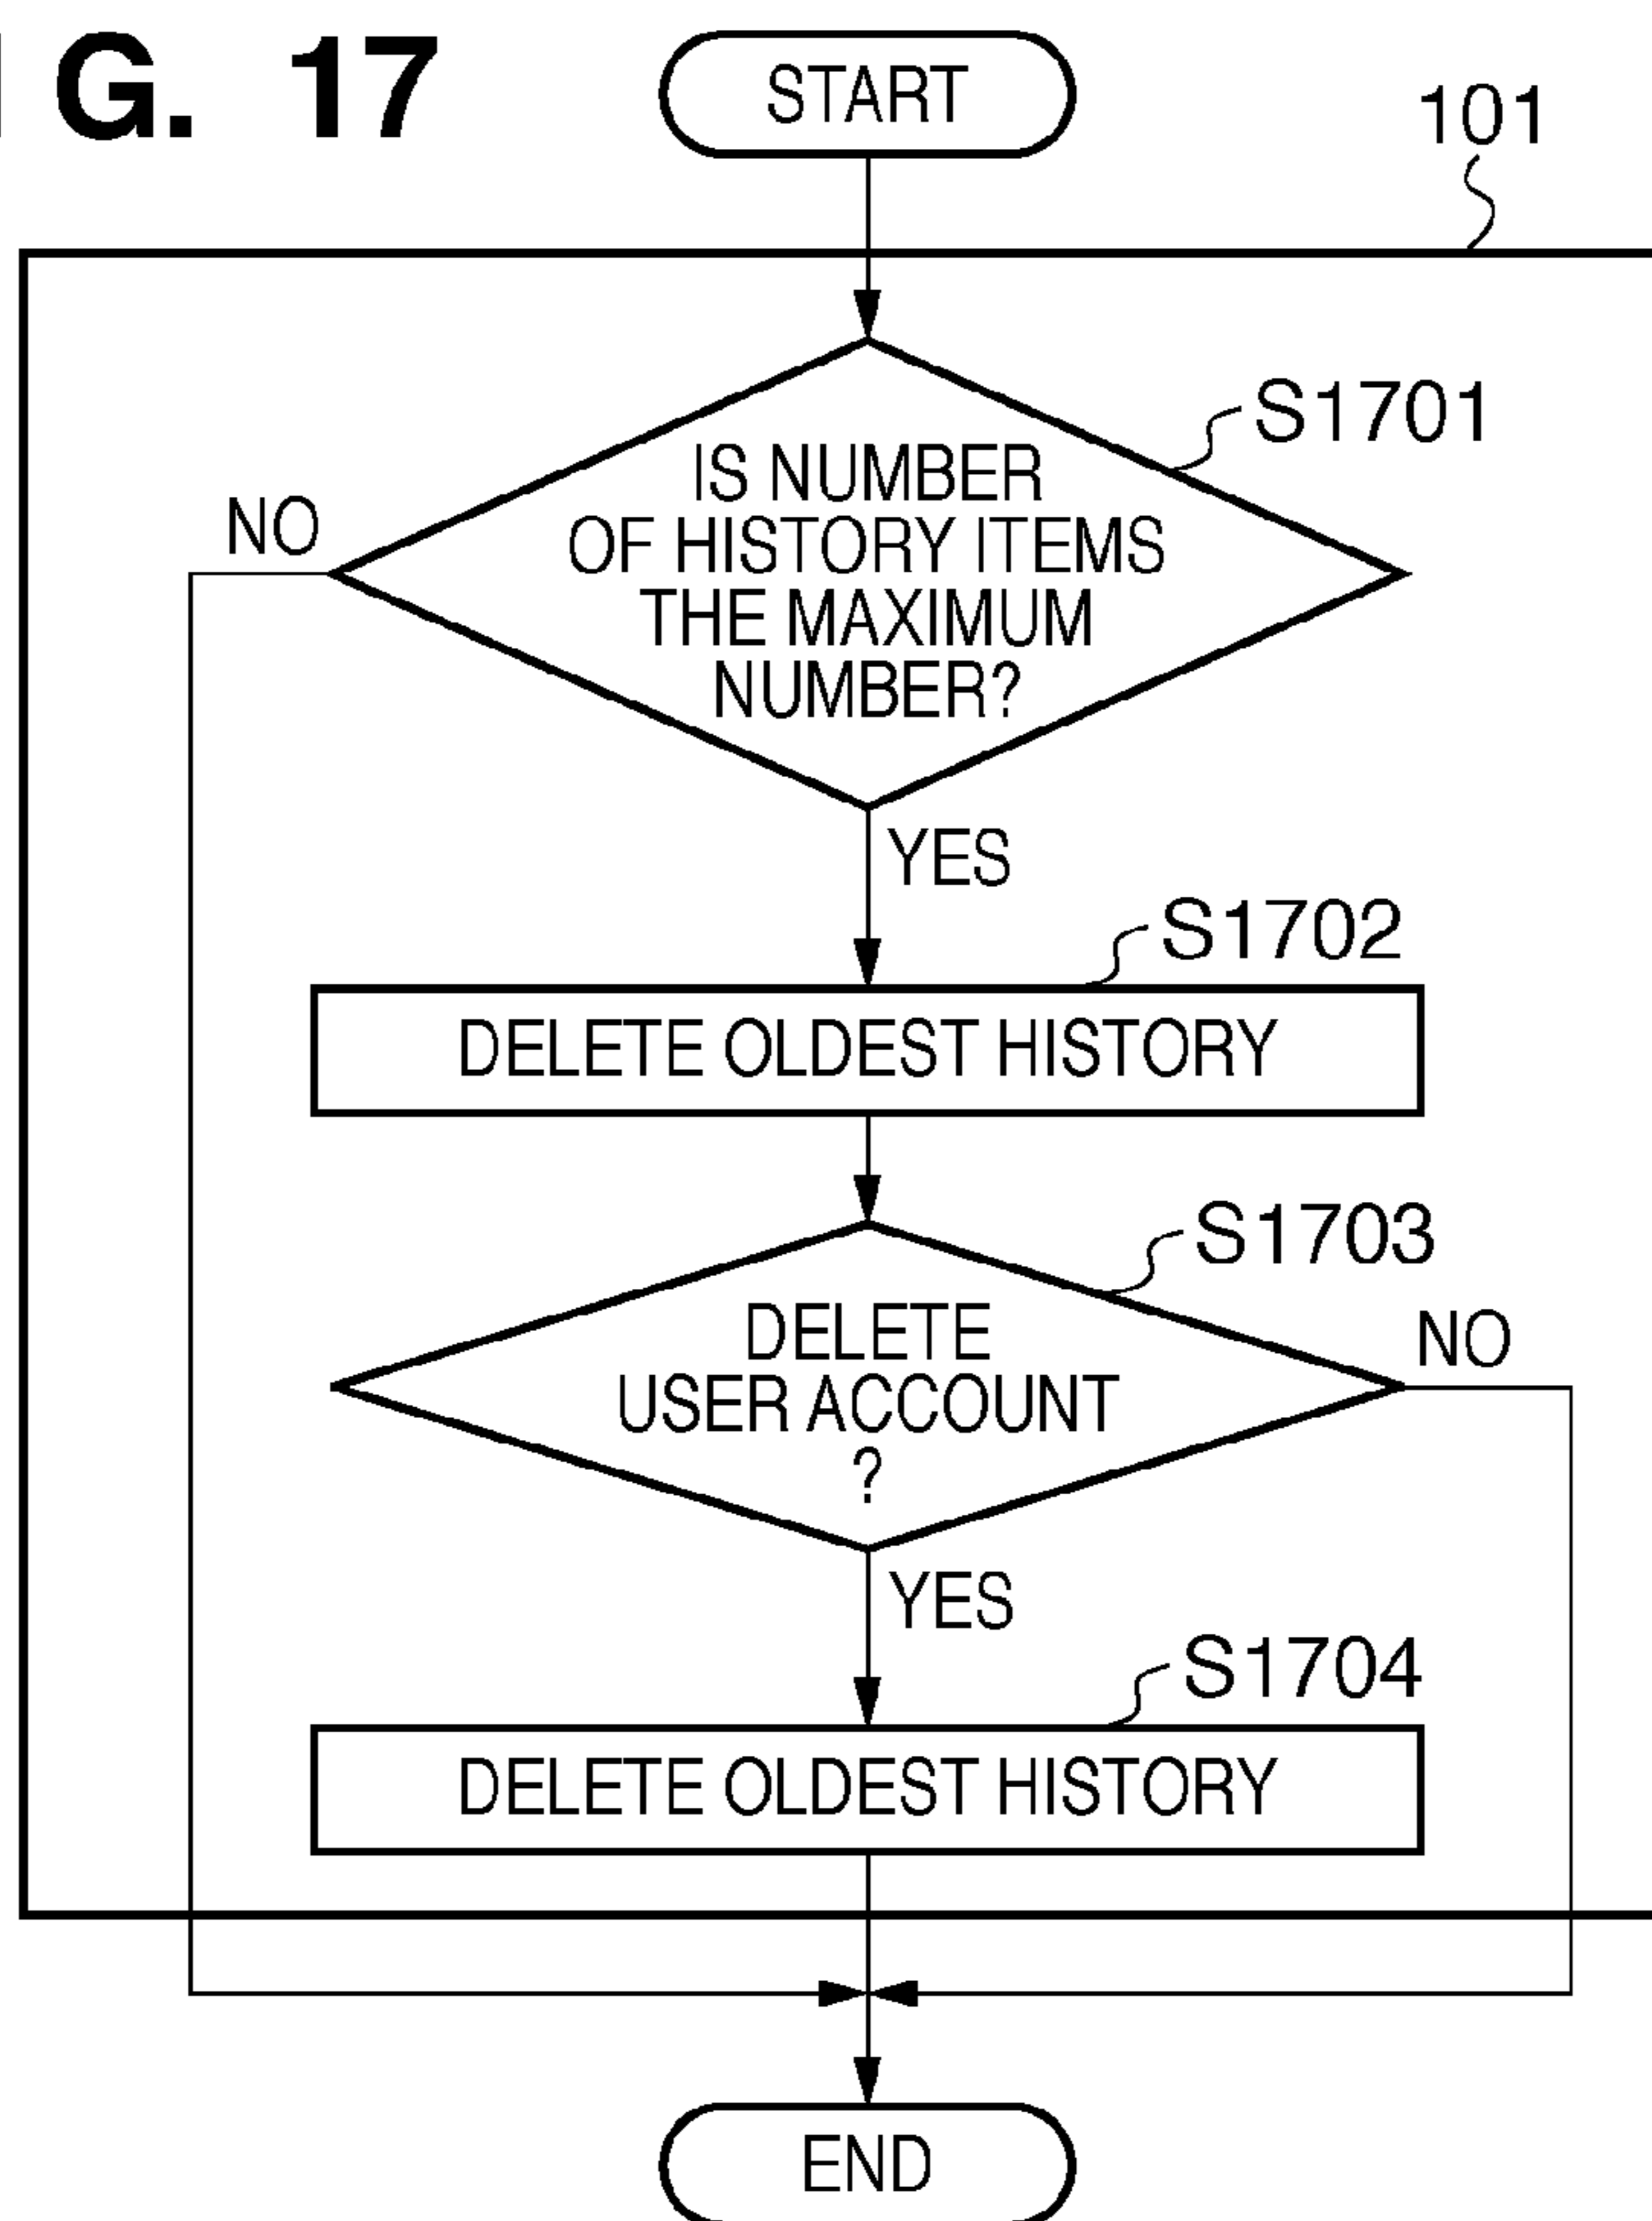 G. 17
START
101
S1701
IS NUMBER
OF HISTORY ITEMS
THE MAXIMUM
NUMBER?
NO
YES
S1702
DELETE OLDEST HISTORY
S1703
DELETE
USER ACCOUNT
?
NO
YES
S1704
DELETE OLDEST HISTORY
END